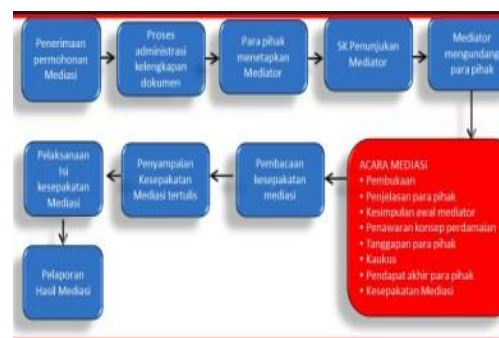 Penerimaan
permohonan
Mediasi
Proses
administrasi
kelengkapan
dokumen
Para pihak
menetapkan
Mediator
SK Penunjukan
Mediator
Mediator
mengundang
para pihak
ACARA MEDIASI
• Pembukaan
• Penjelasan para pihak
• Kesimpulan awal mediator
• Penawaran konsep perdamaian
• Tanggapan para pihak
• Kaukus
• Pendapat akhir para pihak
• Kesepakatan Mediasi
Pembacaan
kesepakatan
mediasi
Penyampaian
Kesepakatan
Mediasi tertulis
Pelaksanaan
Isi
kesepakatan
Mediasi
Pelaporan
Hasil Mediasi